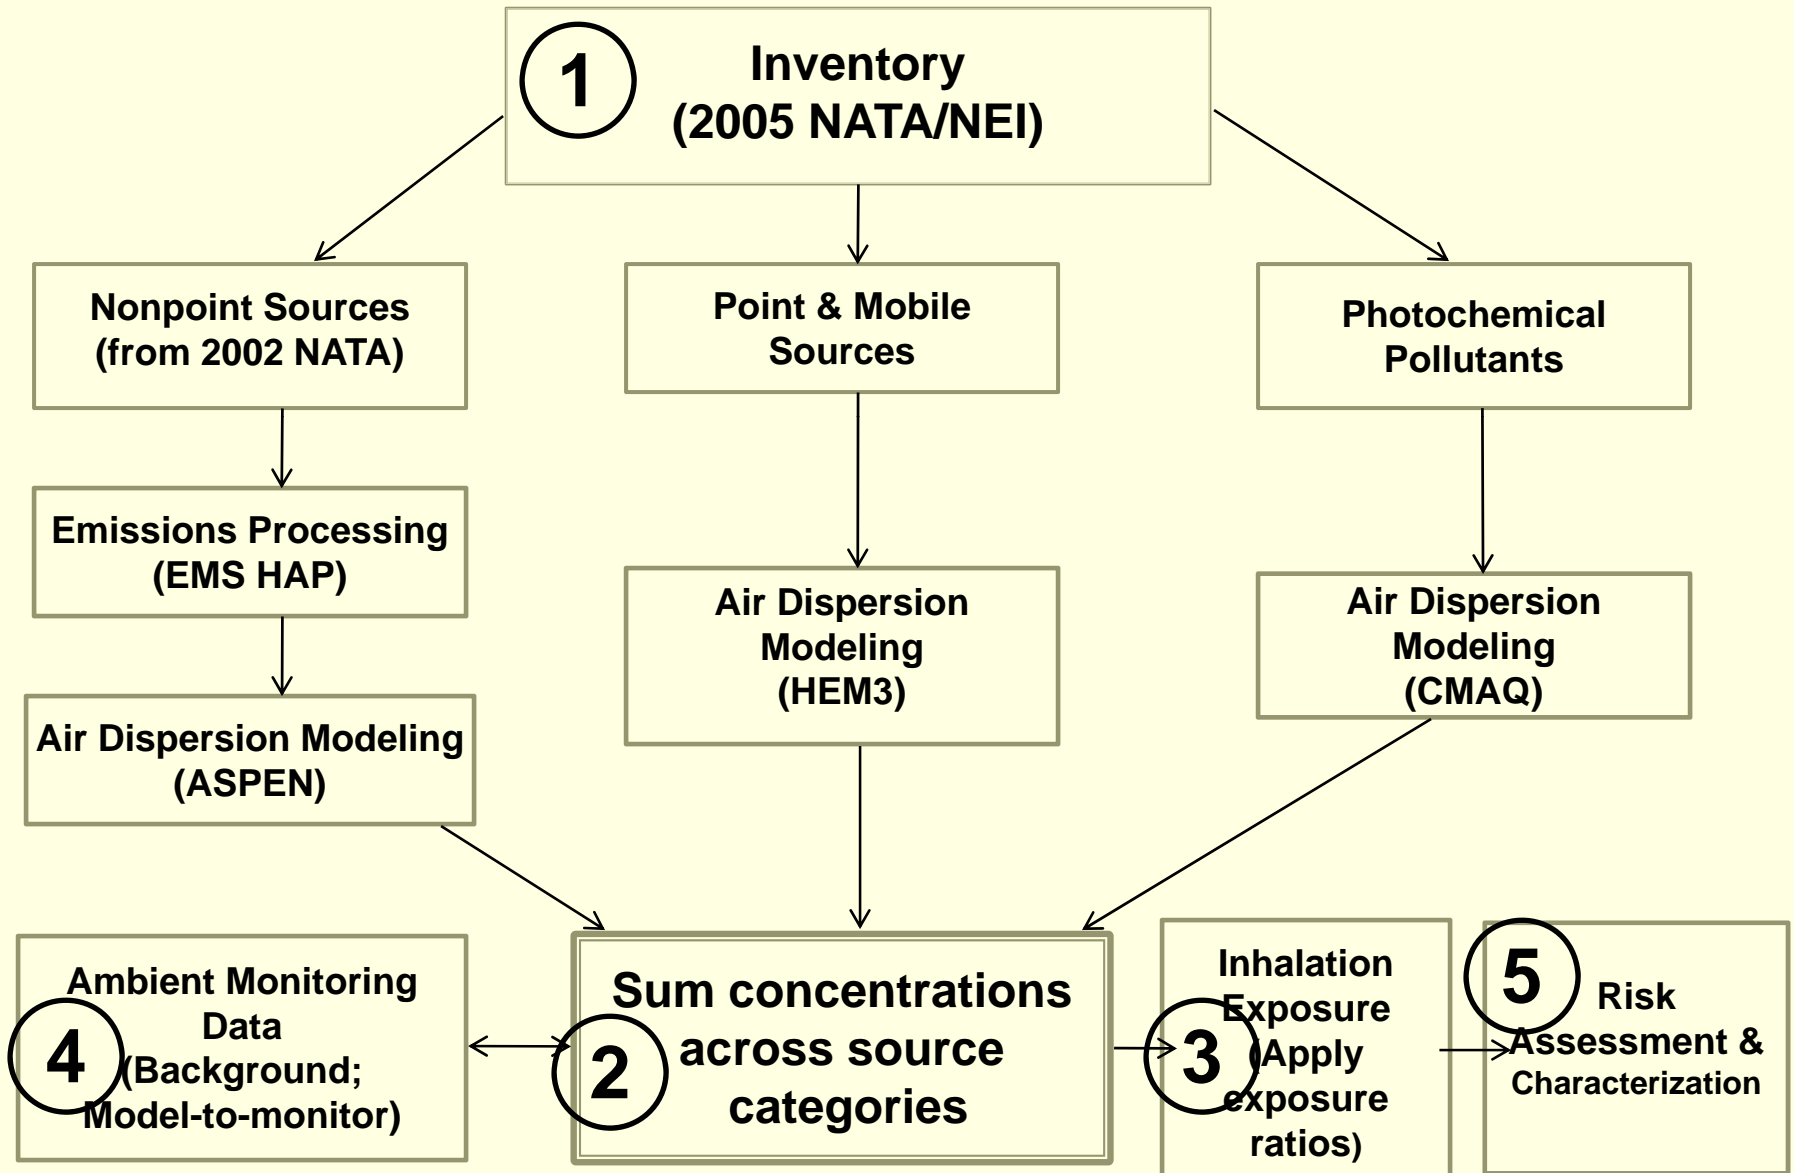 1
Inventory
(2005 NATA/NEI)
Nonpoint Sources
(from 2002 NATA)
Point & Mobile
Sources
Photochemical
Pollutants
Emissions Processing
(EMS HAP)
Air Dispersion
Modeling
(HEM3)
Air Dispersion
Modeling
(CMAQ)
Air Dispersion Modeling
(ASPEN)
4
Ambient Monitoring
Data
(Background;
Model-to-monitor)
2
Sum concentrations
across source
categories
3
Inhalation
Exposure
(Apply
exposure
ratios)
5
Risk
Assessment &
Characterization